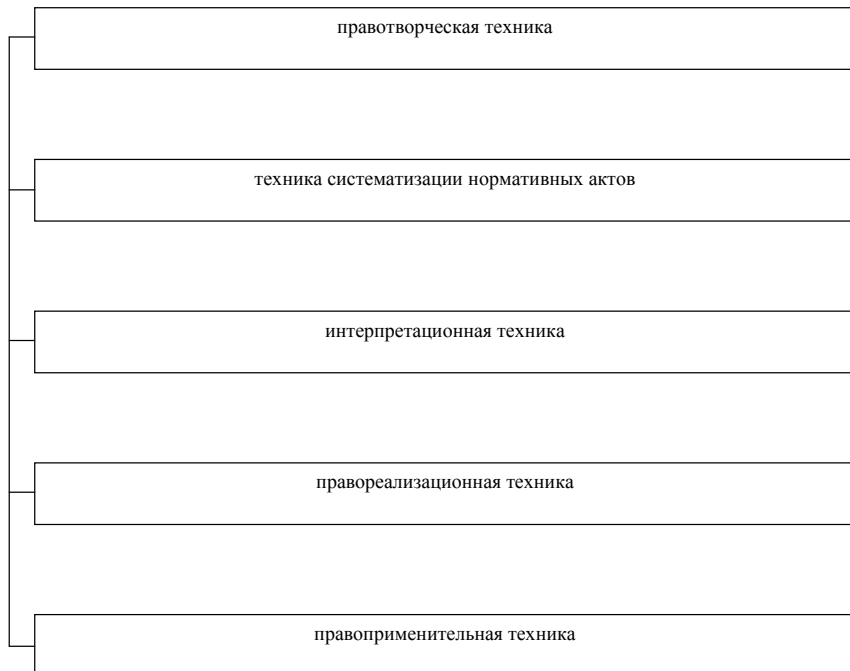 правотворческая техника
техника систематизации нормативных актов
интерпретационная техника
правореализационная техника
правоприменительная техника